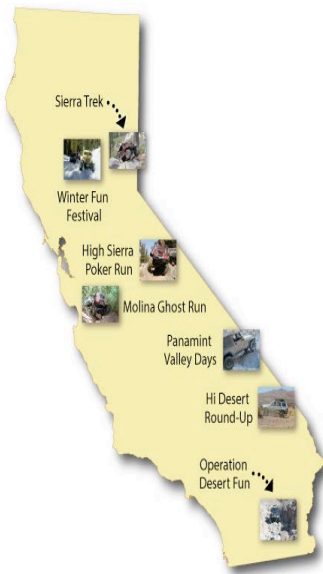 Sierra Trek
Winter Fun
Festival
High Sierra
Poker Run
Molina Ghost Run
Panamint
Valley Days
Hi Desert
Round-Up
Operation
Desert Fun